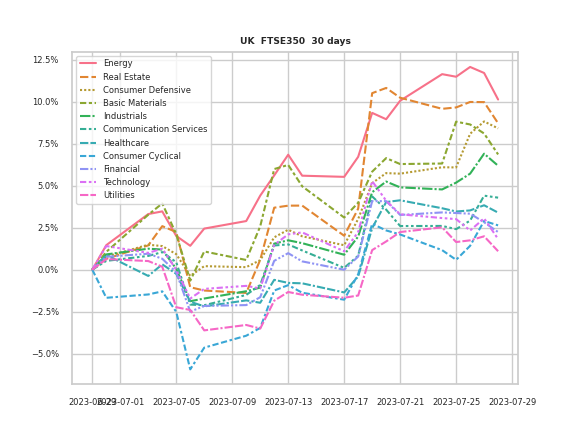 UK FTSE350 30 days
12.5%
10.0%
7.5%
5.0%
2.5%
0.0%
−2.5%
−5.0%
Energy
Real Estate
Consumer Defensive
Basic Materials
Industrials
Communication Services
Healthcare
Consumer Cyclical
Financial
Technology
Utilities
2023-06-29 2023-07-01 2023-07-05 2023-07-09 2023-07-13 2023-07-17 2023-07-21 2023-07-25 2023-07-29